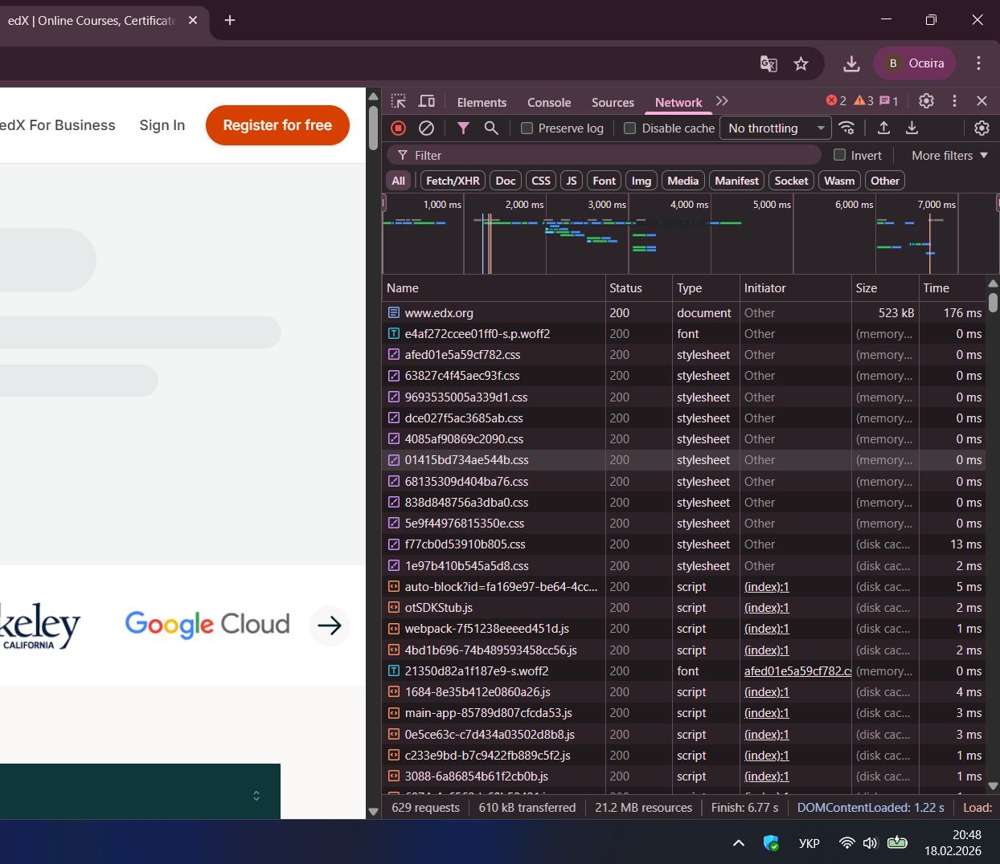 edX | Online Courses, Certificate
B Освіта
edX For Business Sign In Register for free
Elements Console Sources Network 2 3 1
Preserve log Disable cache No throttling
Filter Invert More filters
All Fetch/XHR Doc CSS JS Font Img Media Manifest Socket Wasm Other
1,000 ms 2,000 ms 3,000 ms 4,000 ms 5,000 ms 6,000 ms 7,000 ms
Name Status Type Initiator Size Time
www.edx.org 200 document Other 523 kB 176 ms
e4af272ccee01ff0-s.p.woff2 200 font Other (memory... 0 ms
afed01e5a59cf782.css 200 stylesheet Other (memory... 0 ms
63827c4f45aec93f.css 200 stylesheet Other (memory... 0 ms
9693535005a339d1.css 200 stylesheet Other (memory... 0 ms
dce027f5ac3685ab.css 200 stylesheet Other (memory... 0 ms
4085af90869c2090.css 200 stylesheet Other (memory... 0 ms
01415bd734ae544b.css 200 stylesheet Other (memory... 0 ms
68135309d404ba76.css 200 stylesheet Other (memory... 0 ms
838d848756a3dba0.css 200 stylesheet Other (memory... 0 ms
5e9f44976815350e.css 200 stylesheet Other (memory... 0 ms
f77cb0d53910b805.css 200 stylesheet Other (disk cac... 13 ms
1e97b410b545a5d8.css 200 stylesheet Other (disk cac... 2 ms
auto-block?id=fa169e97-be64-4cc... 200 script (index):1 (disk cac... 5 ms
otSDKStub.js 200 script (index):1 (disk cac... 2 ms
webpack-7f51238eeeed451d.js 200 script (index):1 (disk cac... 1 ms
4bd1b696-74b489593458cc56.js 200 script (index):1 (disk cac... 2 ms
21350d82a1f187e9-s.woff2 200 font afed01e5a59cf782.cs (memory... 0 ms
1684-8e35b412e0860a26.js 200 script (index):1 (disk cac... 4 ms
main-app-85789d807cfcda53.js 200 script (index):1 (disk cac... 3 ms
0e5ce63c-c7d434a03502d8b8.js 200 script (index):1 (disk cac... 3 ms
c233e9bd-b7c9422fb889c5f2.js 200 script (index):1 (disk cac... 1 ms
3088-6a86854b61f2cb0b.js 200 script (index):1 (disk cac... 1 ms
keley
CALIFORNIA
Google Cloud
629 requests 610 kB transferred 21.2 MB resources Finish: 6.77 s DOMContentLoaded: 1.22 s Load:
УКР
20:48
18.02.2026